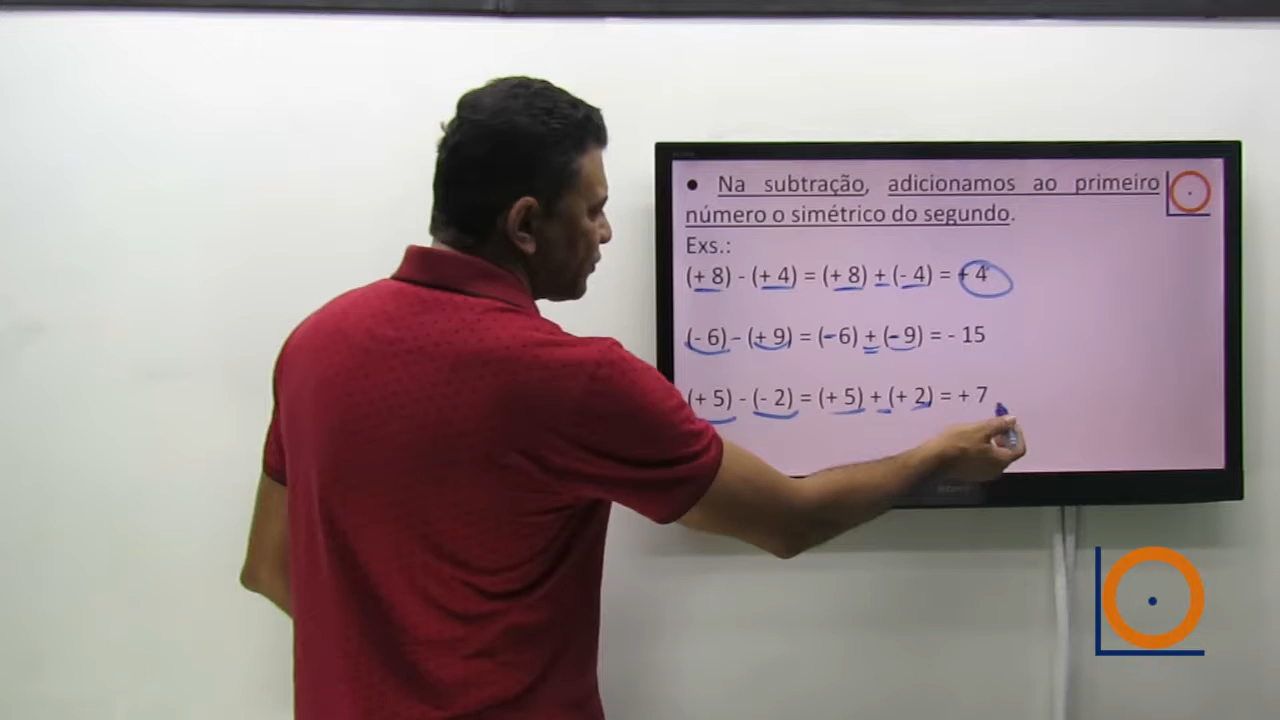 ● Na subtração, adicionamos ao primeiro
número o simétrico do segundo.
Exs.:
(+ 8) - (+ 4) = (+ 8) + (- 4) = + 4
(- 6) – (+ 9) = (– 6) + (– 9) = - 15
(+ 5) - (- 2) = (+ 5) + (+ 2) = + 7